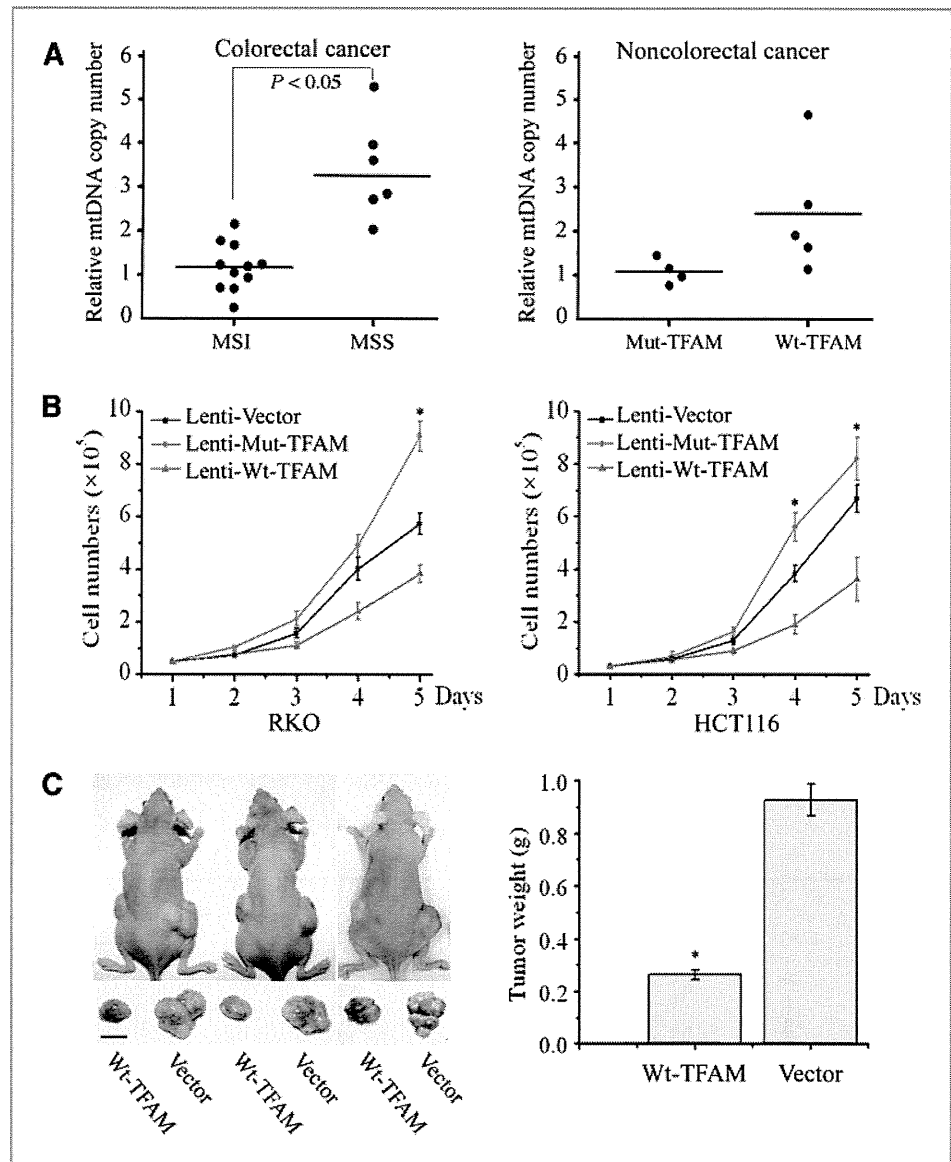 A
Colorectal cancer
P < 0.05
Relative mtDNA copy number
6
5
4
3
2
1
0
MSI MSS
Noncolorectal cancer
Relative mtDNA copy number
6
5
4
3
2
1
0
Mut-TFAM Wt-TFAM
B
Lenti-Vector
Lenti-Mut-TFAM
Lenti-Wt-TFAM
*
Cell numbers (×10⁵)
10
8
6
4
2
0
1 2 3 4 5 Days
RKO
Lenti-Vector
Lenti-Mut-TFAM
Lenti-Wt-TFAM
*
*
Cell numbers (×10⁵)
10
8
6
4
2
0
1 2 3 4 5 Days
HCT116
C
Wt-TFAM
Vector
Wt-TFAM
Vector
Wt-TFAM
Vector
Tumor weight (g)
1.0
0.8
0.6
0.4
0.2
0.0
*
Wt-TFAM Vector